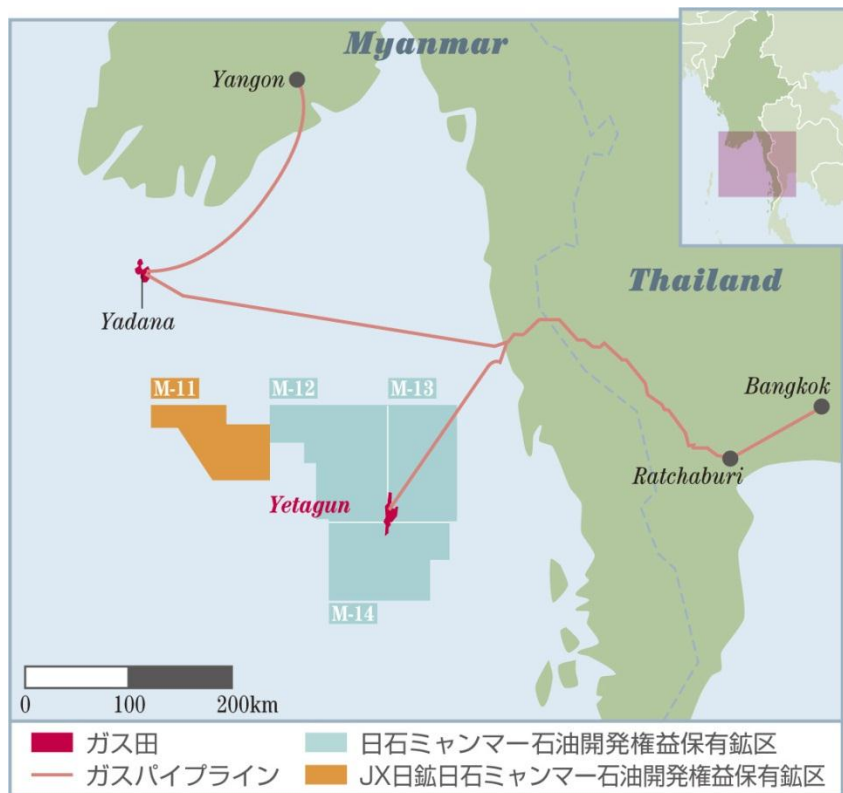 Myanmar
Yangon
Thailand
Yadana
M-11
M-12
M-13
Bangkok
Ratchaburi
Yetagun
M-14
0 100 200km
ガス田
日石ミャンマー石油開発権益保有鉱区
ガスパイプライン
JX日鉱日石ミャンマー石油開発権益保有鉱区